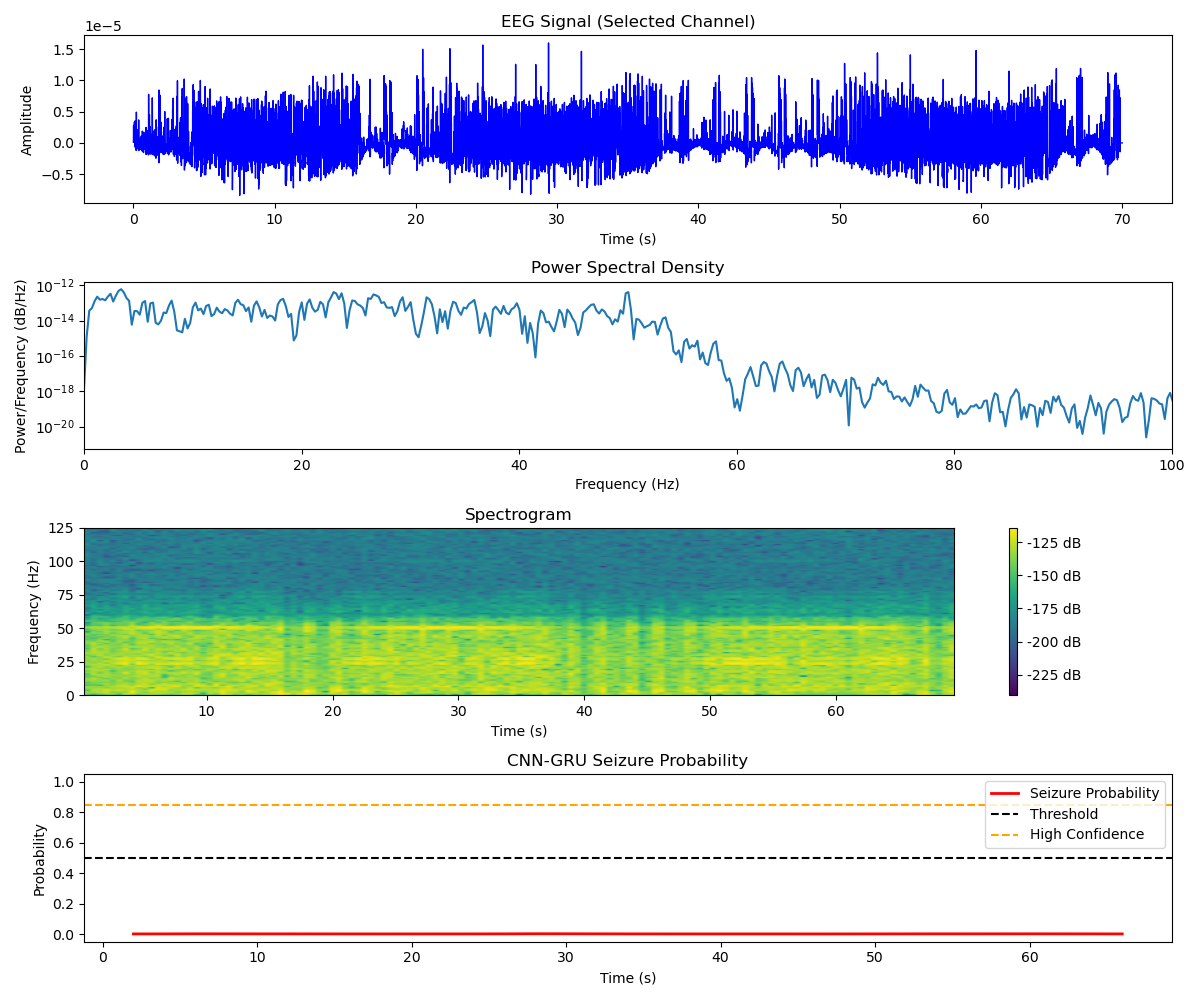 EEG Signal (Selected Channel)
1e−5
1.5
1.0
0.5
0.0
−0.5
Amplitude
0 10 20 30 40 50 60 70
Time (s)
Power Spectral Density
10⁻¹²
10⁻¹⁴
10⁻¹⁶
10⁻¹⁸
10⁻²⁰
Power/Frequency (dB/Hz)
0 20 40 60 80 100
Frequency (Hz)
Spectrogram
125
100
75
50
25
0
Frequency (Hz)
10 20 30 40 50 60
Time (s)
-125 dB
-150 dB
-175 dB
-200 dB
-225 dB
CNN-GRU Seizure Probability
1.0
0.8
0.6
0.4
0.2
0.0
Probability
Seizure Probability
Threshold
High Confidence
0 10 20 30 40 50 60
Time (s)